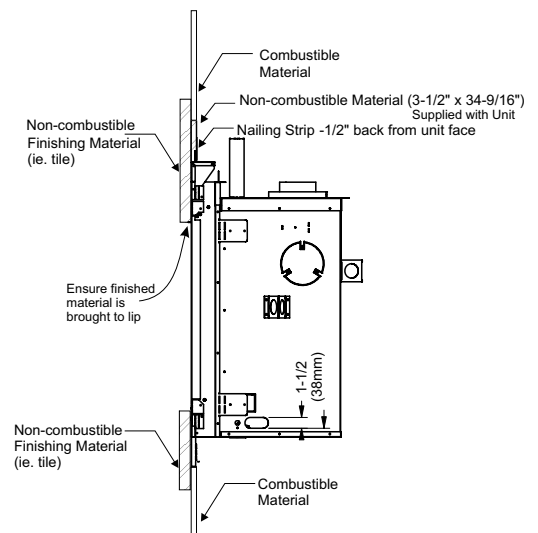 Combustible
Material
Non-combustible Material (3-1/2" x 34-9/16")
Supplied with Unit
Nailing Strip -1/2" back from unit face
Non-combustible
Finishing Material
(ie. tile)
Ensure finished
material is
brought to lip
1-1/2
(38mm)
Non-combustible
Finishing Material
(ie. tile)
Combustible
Material